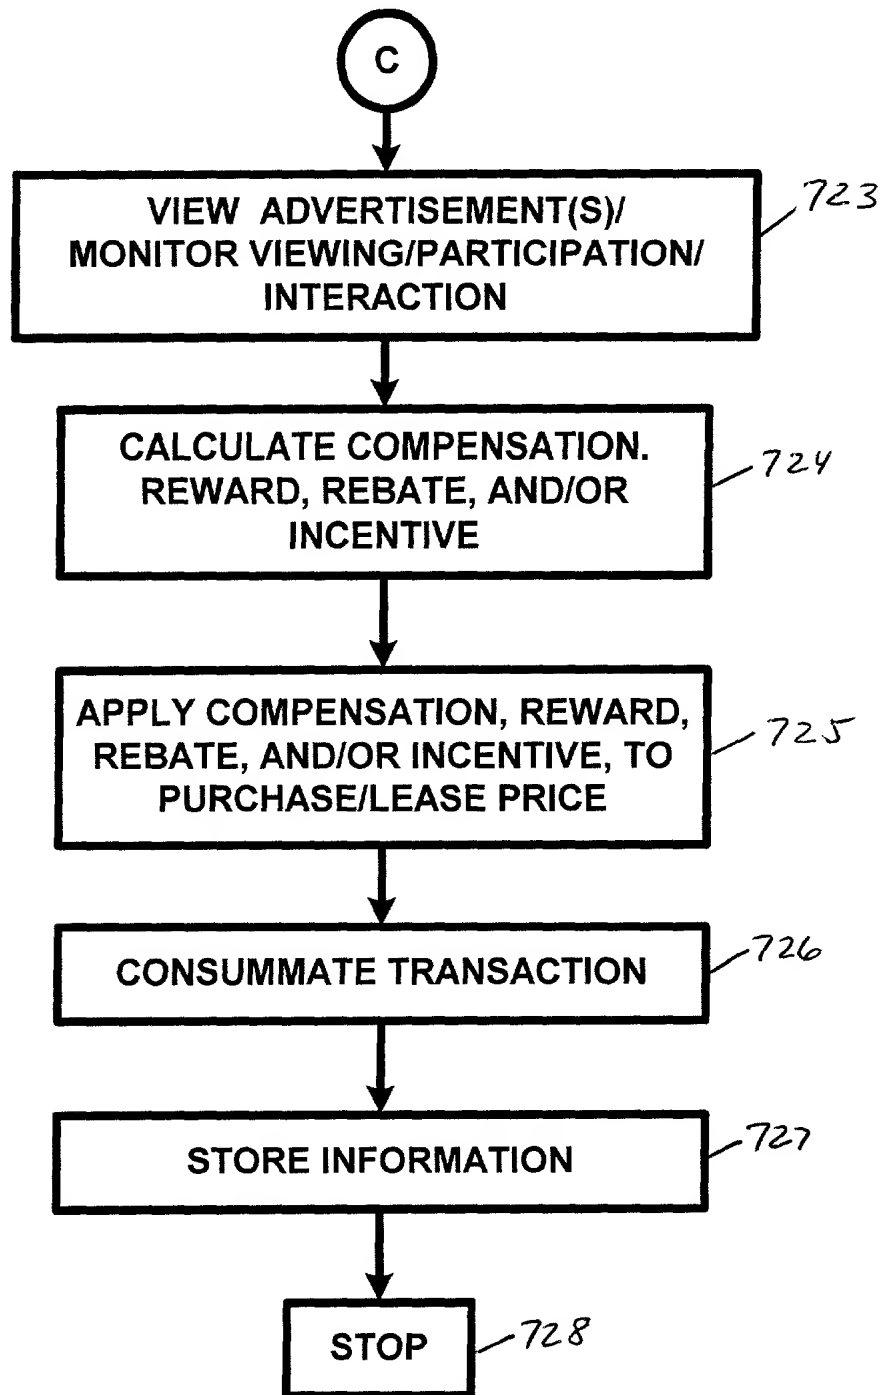 C
VIEW ADVERTISEMENT(S)/
MONITOR VIEWING/PARTICIPATION/
INTERACTION
723
CALCULATE COMPENSATION.
REWARD, REBATE, AND/OR
INCENTIVE
724
APPLY COMPENSATION, REWARD,
REBATE, AND/OR INCENTIVE, TO
PURCHASE/LEASE PRICE
725
CONSUMMATE TRANSACTION
726
STORE INFORMATION
727
STOP
728